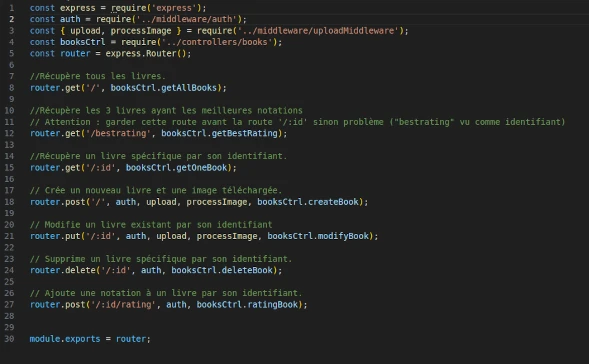 1 const express = require('express');
2 const auth = require('../middleware/auth');
3 const { upload, processImage } = require('../middleware/uploadMiddleware');
4 const booksCtrl = require('../controllers/books');
5 const router = express.Router();
6
7 //Récupère tous les livres.
8 router.get('/', booksCtrl.getAllBooks);
9
10 //Récupère les 3 livres ayant les meilleures notations
11 // Attention : garder cette route avant la route '/:id' sinon problème ("bestrating" vu comme identifiant)
12 router.get('/bestrating', booksCtrl.getBestRating);
13
14 //Récupère un livre spécifique par son identifiant.
15 router.get('/:id', booksCtrl.getOneBook);
16
17 // Crée un nouveau livre et une image téléchargée.
18 router.post('/', auth, upload, processImage, booksCtrl.createBook);
19
20 // Modifie un livre existant par son identifiant
21 router.put('/:id', auth, upload, processImage, booksCtrl.modifyBook);
22
23 // Supprime un livre spécifique par son identifiant.
24 router.delete('/:id', auth, booksCtrl.deleteBook);
25
26 // Ajoute une notation à un livre par son identifiant.
27 router.post('/:id/rating', auth, booksCtrl.ratingBook);
28
29
30 module.exports = router;